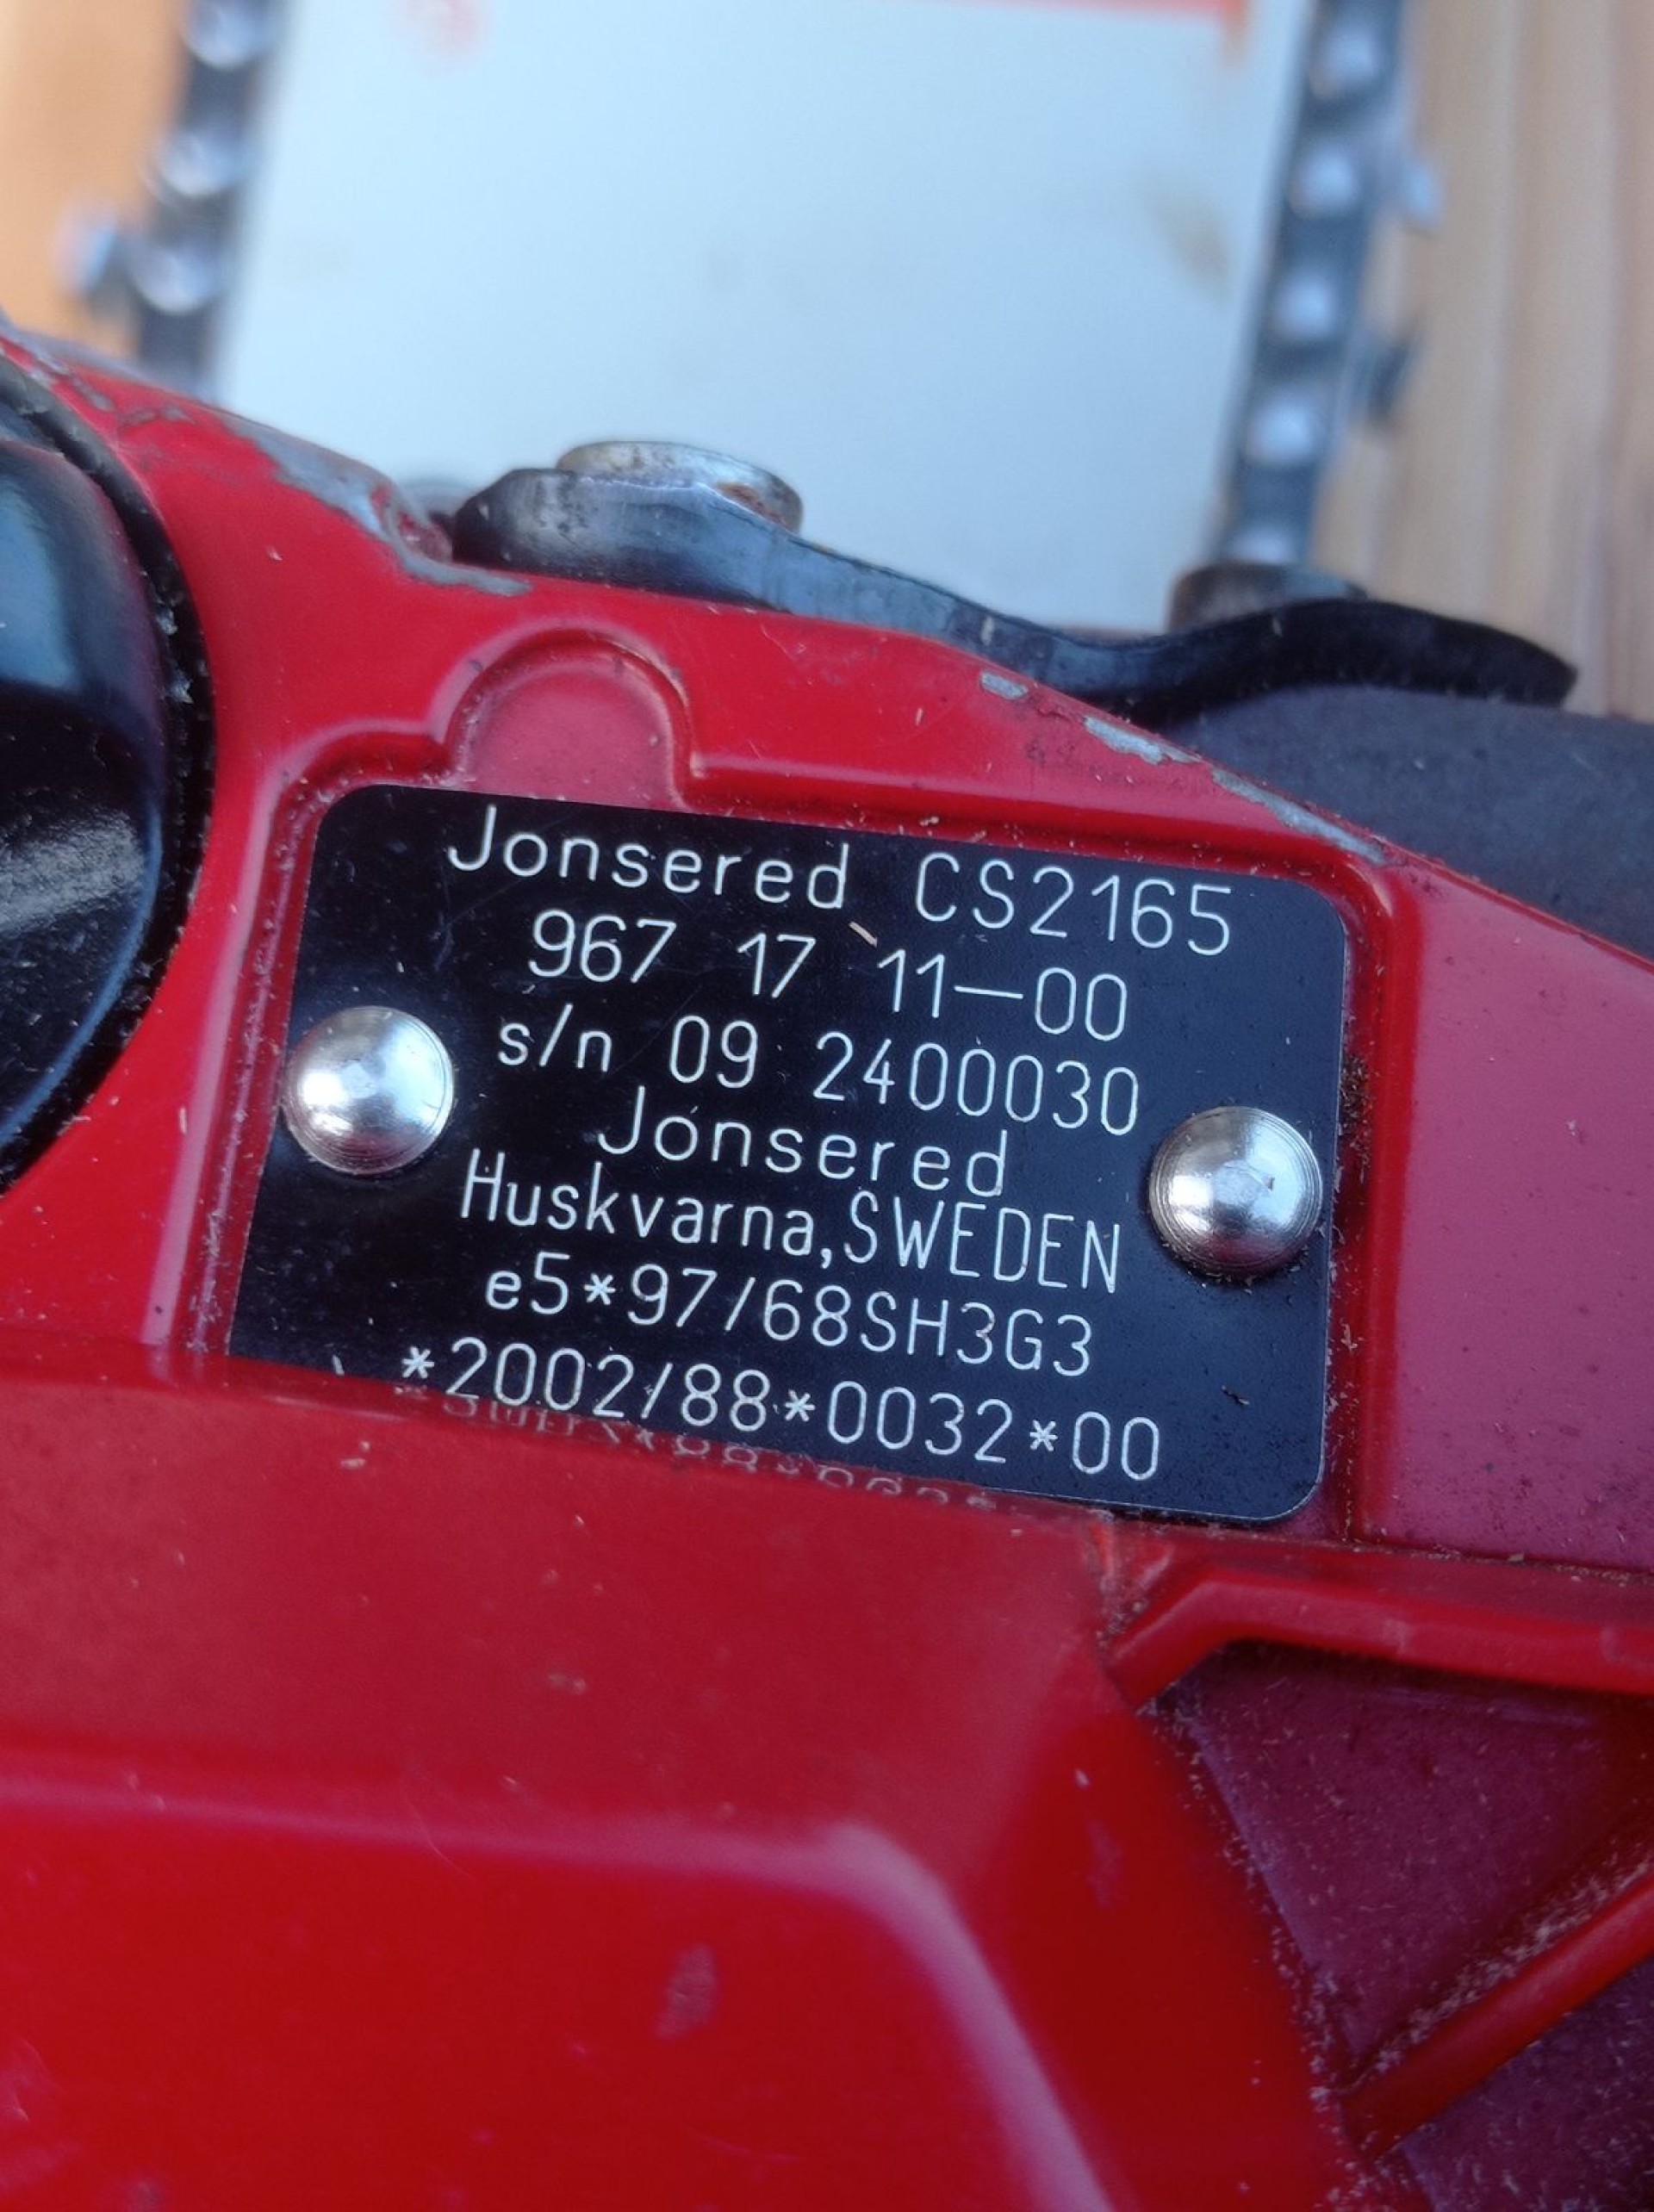 Jonsered CS2165
967 17 11-00
s/n 09 2400030
Jonsered
Huskvarna,SWEDEN
e5*97/68SH3G3
*2002/88*0032*00